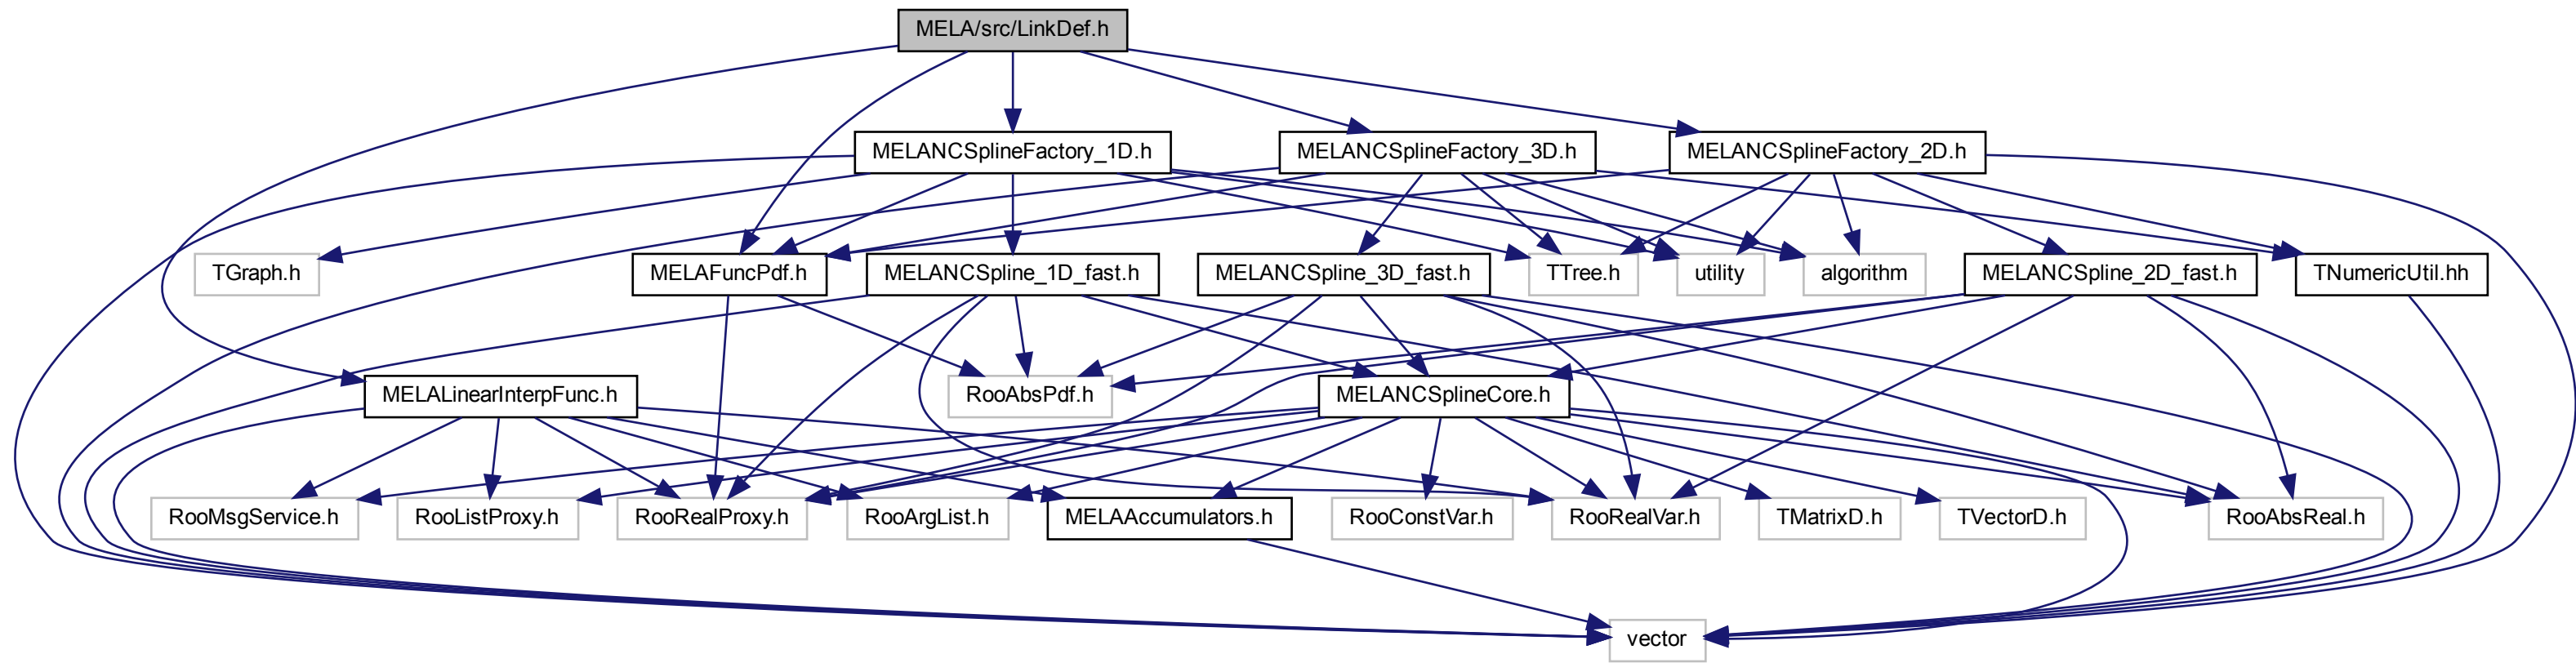 MELA/src/LinkDef.h
MELANCSplineFactory_1D.h
MELANCSplineFactory_3D.h
MELANCSplineFactory_2D.h
TGraph.h
MELAFuncPdf.h
MELANCSpline_1D_fast.h
MELANCSpline_3D_fast.h
TTree.h
utility
algorithm
MELANCSpline_2D_fast.h
TNumericUtil.hh
MELALinearInterpFunc.h
RooAbsPdf.h
MELANCSplineCore.h
RooMsgService.h
RooListProxy.h
RooRealProxy.h
RooArgList.h
MELAAccumulators.h
RooConstVar.h
RooRealVar.h
TMatrixD.h
TVectorD.h
RooAbsReal.h
vector